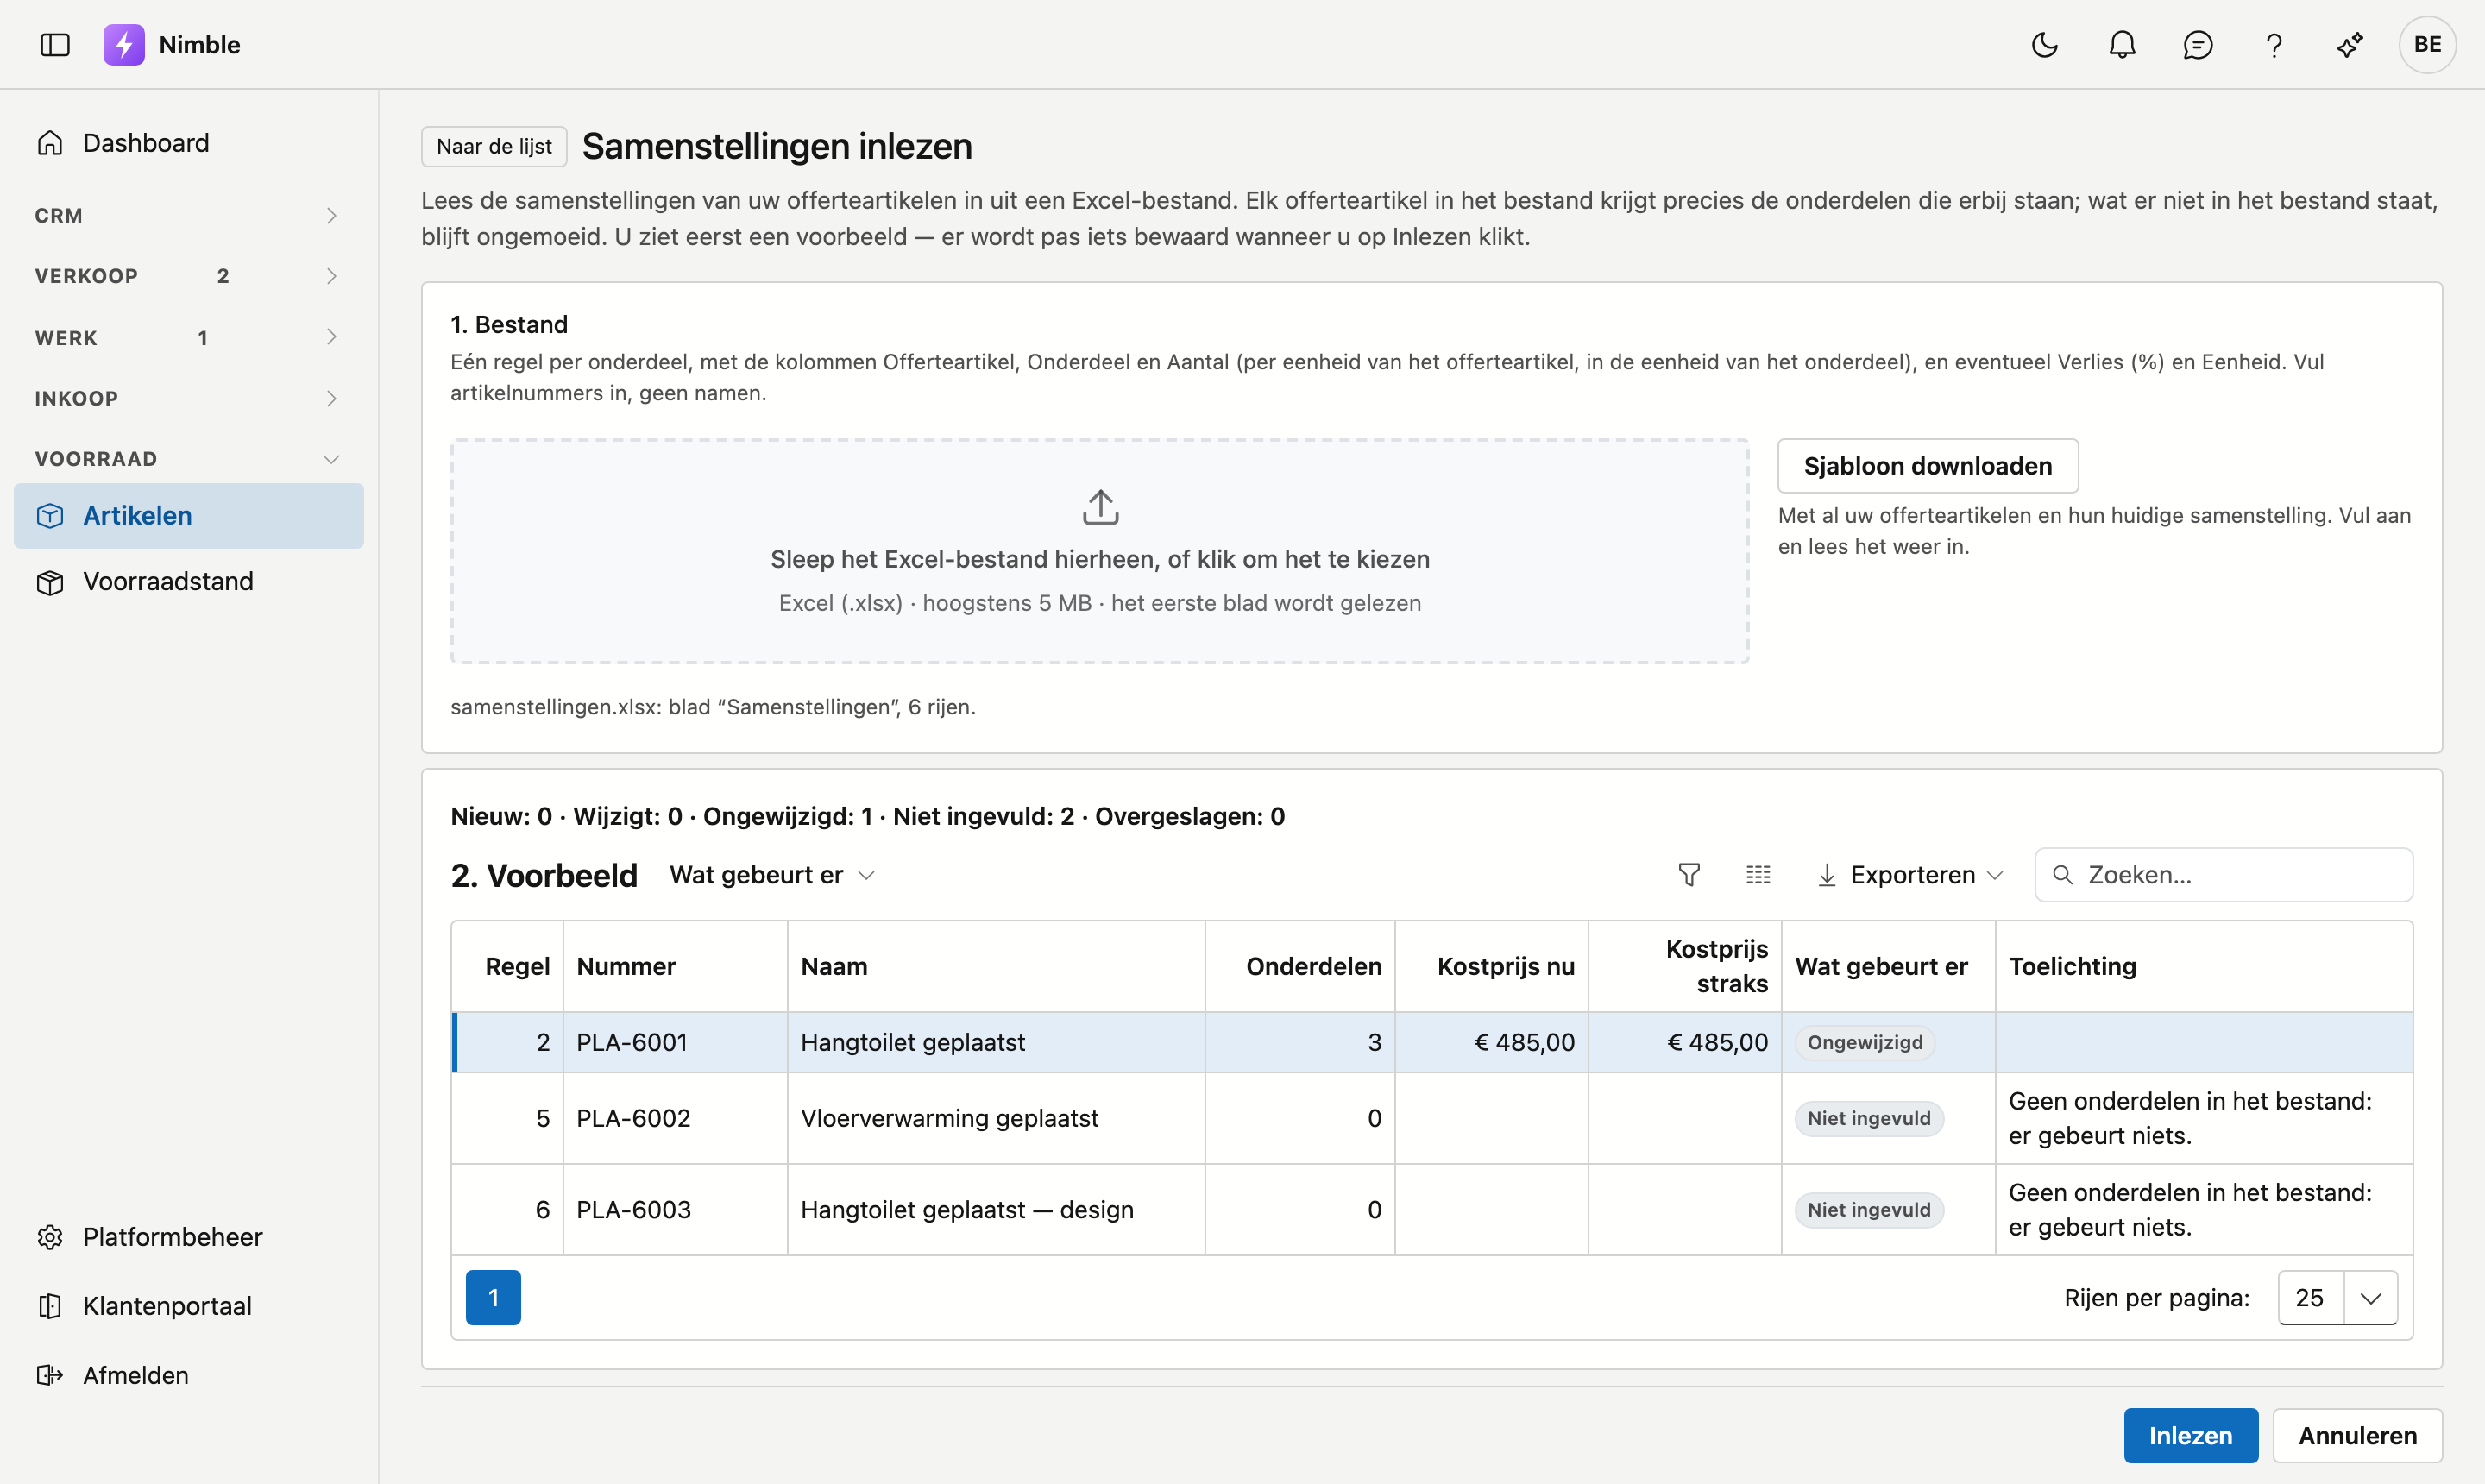 Nimble
BE
Dashboard
CRM
VERKOOP 2
WERK 1
INKOOP
VOORRAAD
Artikelen
Voorraadstand
Platformbeheer
Klantenportaal
Afmelden
Naar de lijst
Samenstellingen inlezen
Lees de samenstellingen van uw offerteartikelen in uit een Excel-bestand. Elk offerteartikel in het bestand krijgt precies de onderdelen die erbij staan; wat er niet in het bestand staat,
blijft ongemoeid. U ziet eerst een voorbeeld — er wordt pas iets bewaard wanneer u op Inlezen klikt.
1. Bestand
Eén regel per onderdeel, met de kolommen Offerteartikel, Onderdeel en Aantal (per eenheid van het offerteartikel, in de eenheid van het onderdeel), en eventueel Verlies (%) en Eenheid. Vul
artikelnummers in, geen namen.
Sleep het Excel-bestand hierheen, of klik om het te kiezen
Excel (.xlsx) · hoogstens 5 MB · het eerste blad wordt gelezen
Sjabloon downloaden
Met al uw offerteartikelen en hun huidige samenstelling. Vul aan
en lees het weer in.
samenstellingen.xlsx: blad “Samenstellingen”, 6 rijen.
Nieuw: 0 · Wijzigt: 0 · Ongewijzigd: 1 · Niet ingevuld: 2 · Overgeslagen: 0
2. Voorbeeld Wat gebeurt er Exporteren Zoeken...
Regel Nummer Naam Onderdelen Kostprijs nu Kostprijs straks Wat gebeurt er Toelichting
2 PLA-6001 Hangtoilet geplaatst 3 € 485,00 € 485,00 Ongewijzigd
5 PLA-6002 Vloerverwarming geplaatst 0 Niet ingevuld Geen onderdelen in het bestand:
er gebeurt niets.
6 PLA-6003 Hangtoilet geplaatst — design 0 Niet ingevuld Geen onderdelen in het bestand:
er gebeurt niets.
1 Rijen per pagina: 25
Inlezen Annuleren